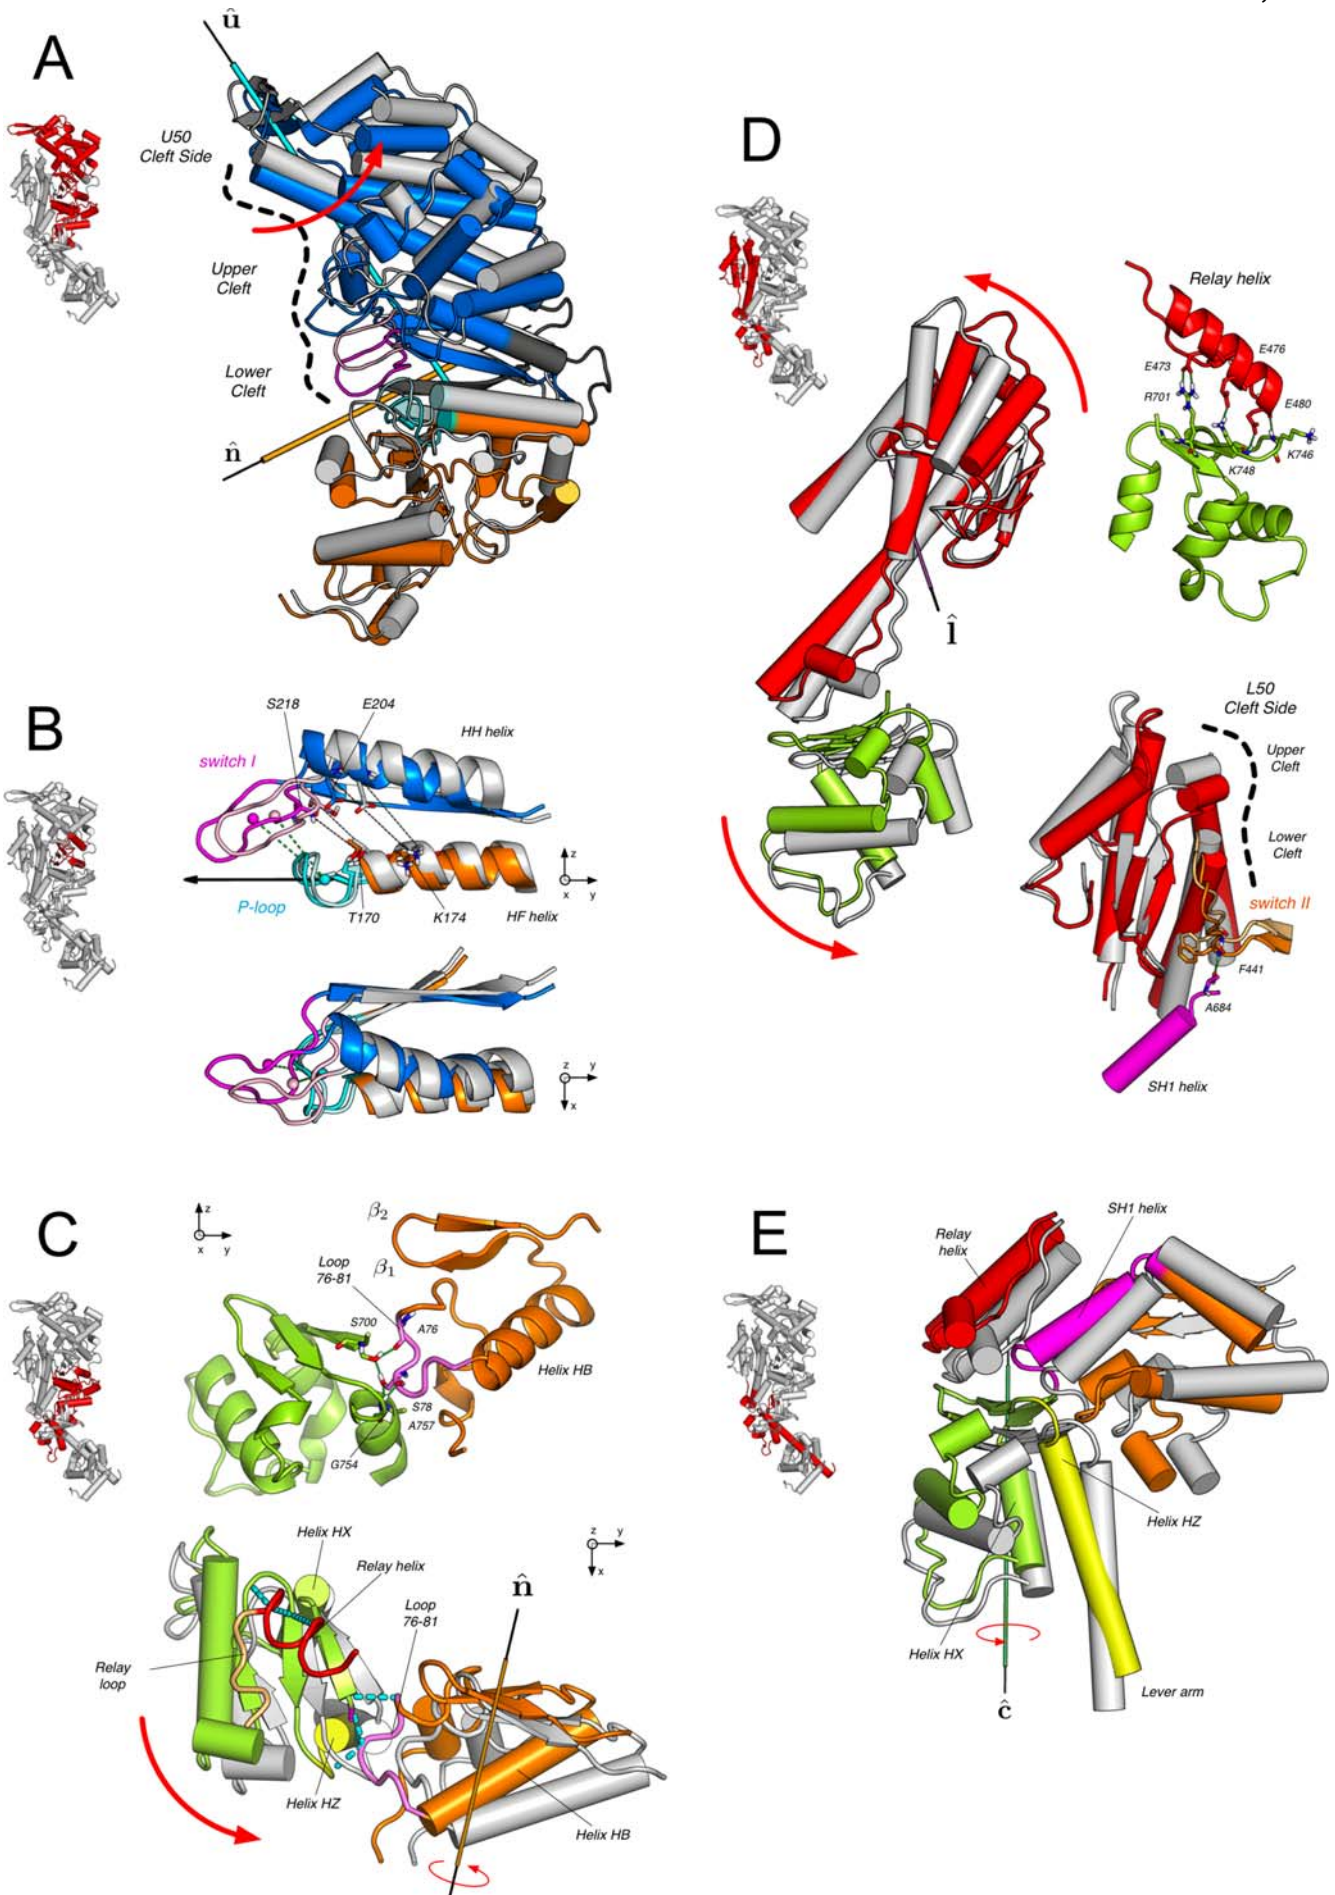 A
û
U50
Cleft Side
Upper
Cleft
Lower
Cleft
n̂
B
S218
E204
HH helix
switch I
P-loop
T170
K174
HF helix
z
x
y
z
y
x
C
z
x
y
β₂
β₁
Loop
76-81
S700
A76
Helix HB
S78
A757
G754
Helix HX
Relay helix
z
y
x
n̂
Loop
76-81
Relay
loop
Helix HZ
Helix HB
D
Relay helix
E473
E476
R701
E480
K748
K746
l̂
L50
Cleft Side
Upper
Cleft
Lower
Cleft
switch II
F441
A684
SH1 helix
E
SH1 helix
Relay
helix
Helix HZ
Helix HX
Lever arm
ĉ